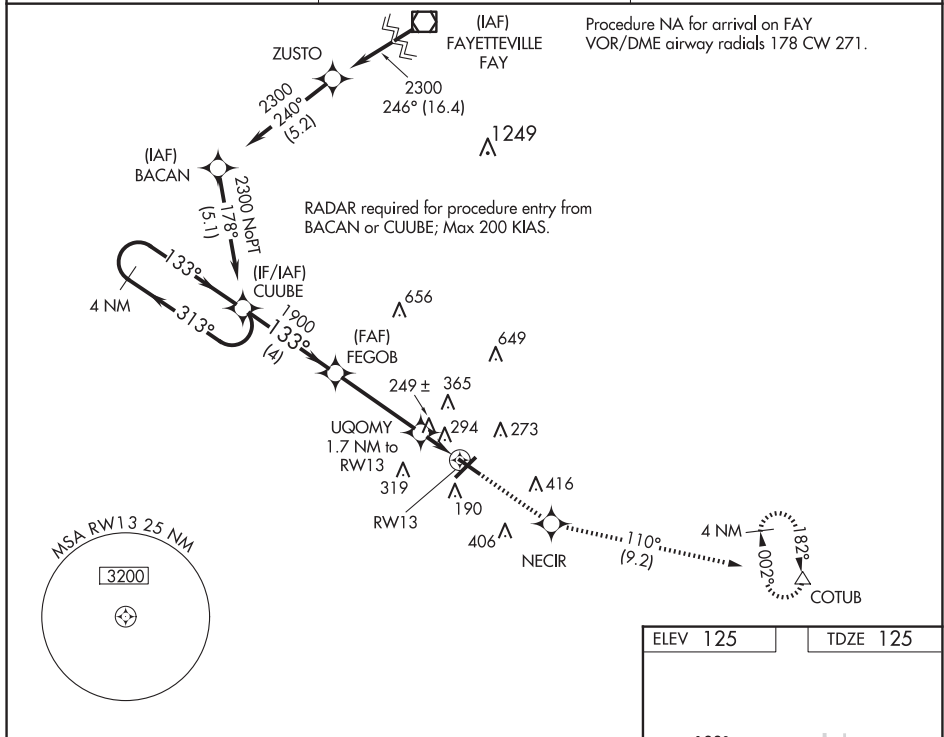 (IAF)
FAYETTEVILLE
FAY
Procedure NA for arrival on FAY
VOR/DME airway radials 178 CW 271.
ZUSTO
2300
246° (16.4)
2300
240°
(5.2)
1249
(IAF)
BACAN
2300 NoPT
178°
(5.1)
RADAR required for procedure entry from
BACAN or CUUBE; Max 200 KIAS.
133°
313°
4 NM
(IF/IAF)
CUUBE
1900
133°
(4)
(FAF)
FEGOB
656
649
249 ±
365
294
273
UQOMY
1.7 NM to
RW13
319
190
416
RW13
406
NECIR
110°
(9.2)
4 NM
182°
002°
COTUB
MSA RW13 25 NM
3200
ELEV 125
TDZE 125